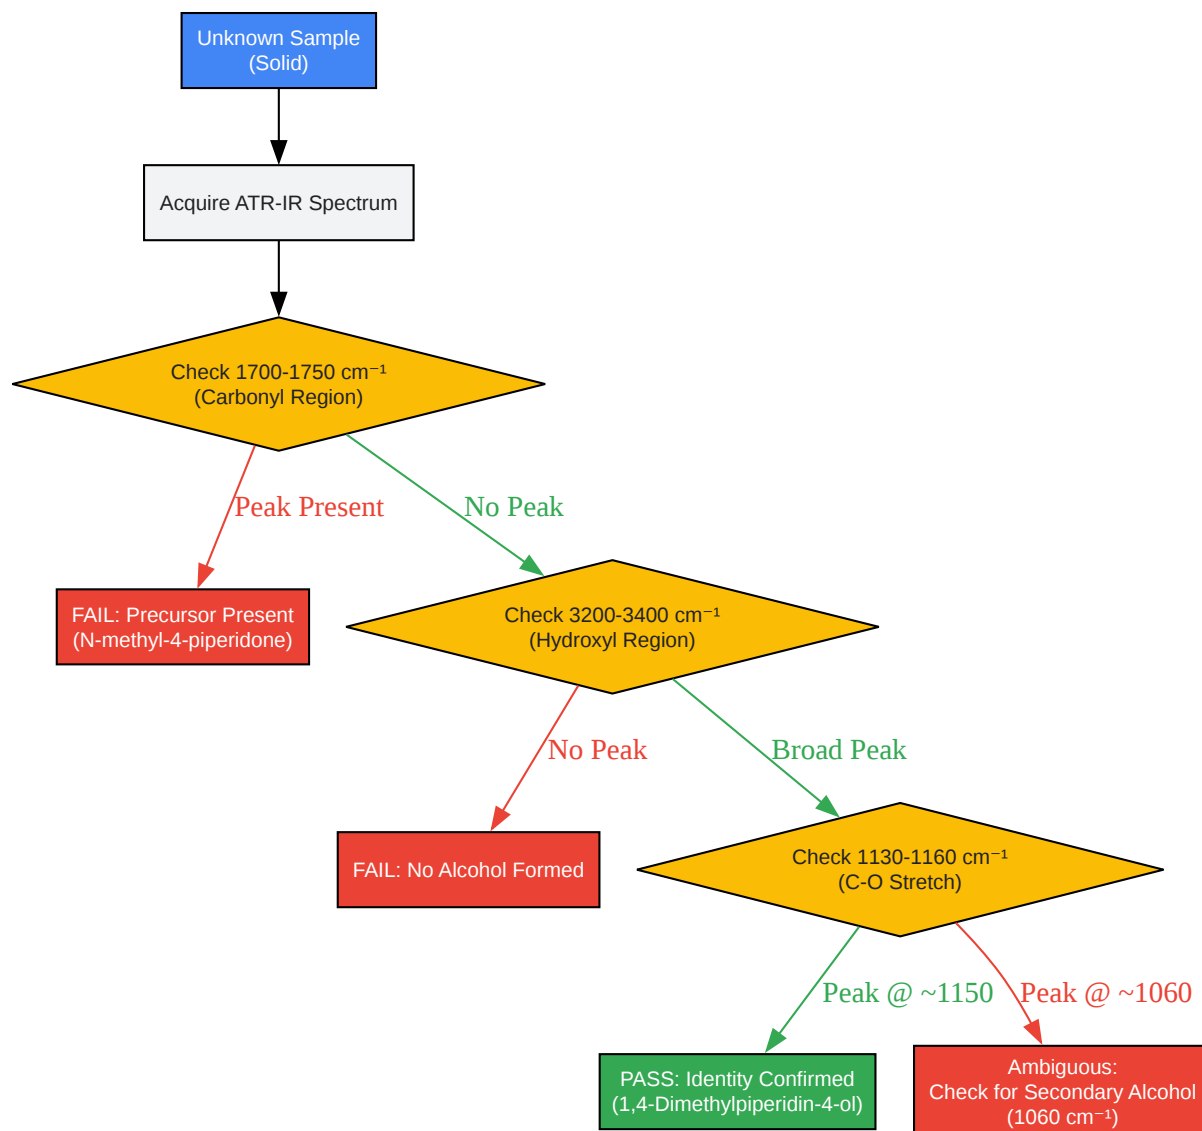 Unknown Sample
(Solid)
Acquire ATR-IR Spectrum
Check 1700-1750 cm⁻¹
(Carbonyl Region)
Peak Present
No Peak
FAIL: Precursor Present
(N-methyl-4-piperidone)
Check 3200-3400 cm⁻¹
(Hydroxyl Region)
No Peak
Broad Peak
FAIL: No Alcohol Formed
Check 1130-1160 cm⁻¹
(C-O Stretch)
Peak @ ~1150
Peak @ ~1060
PASS: Identity Confirmed
(1,4-Dimethylpiperidin-4-ol)
Ambiguous:
Check for Secondary Alcohol
(1060 cm⁻¹)